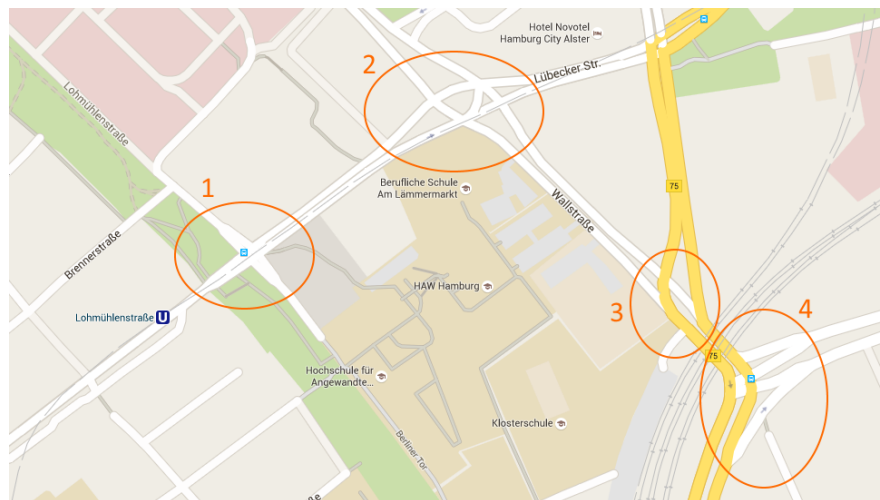 Hotel Novotel
Hamburg City Alster
2
Lübecker Str.
Lohmühlenstraße
1
Berufliche Schule
Am Lämmermarkt
75
Wallstraße
Brennerstraße
HAW Hamburg
3
4
Lohmühlenstraße
U
75
Hochschule für
Angewandte...
Klosterschule
Berliner Tor